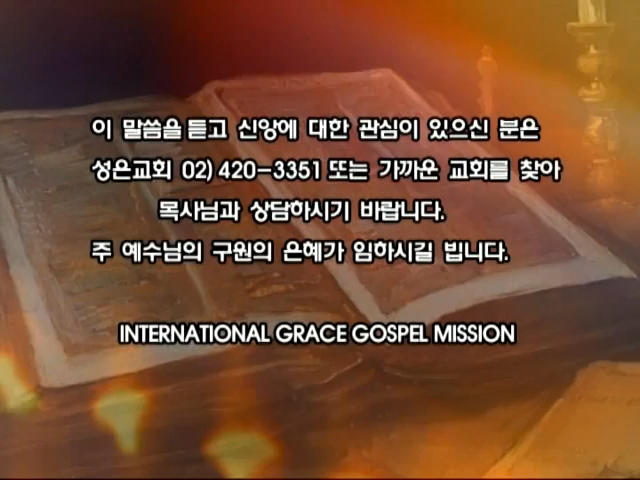 이 말씀을 듣고 신앙에 대한 관심이 있으신 분은
성은교회 02) 420-3351 또는 가까운 교회를 찾아
목사님과 상담하시기 바랍니다.
주 예수님의 구원의 은혜가 임하시길 빕니다.
INTERNATIONAL GRACE GOSPEL MISSION